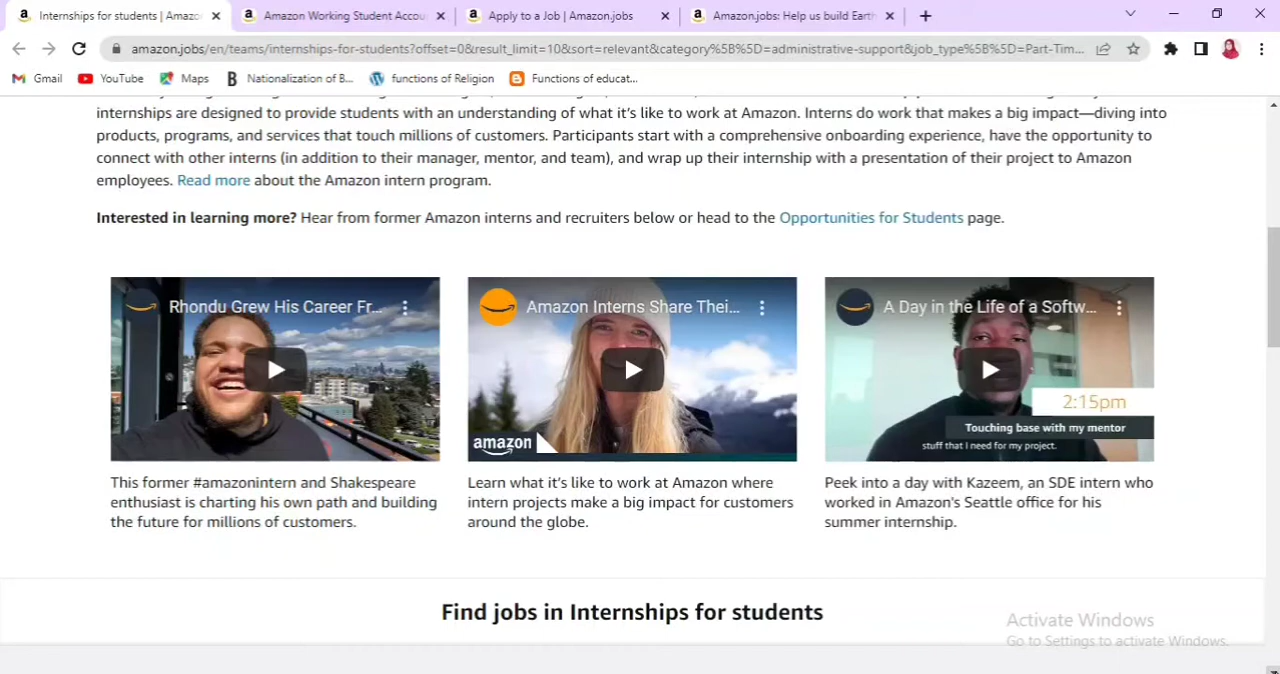 Internships for students | Amazo
Amazon Working Student Accou
Apply to a Job | Amazon.jobs
Amazon.jobs: Help us build Earth
amazon.jobs/en/teams/internships-for-students?offset=0&result_limit=10&sort=relevant&category%5B%5D=administrative-support&job_type%5B%5D=Part-Tim...
Gmail
YouTube
Maps
Nationalization of B...
functions of Religion
Functions of educat...
internships are designed to provide students with an understanding of what it's like to work at Amazon. Interns do work that makes a big impact—diving into
products, programs, and services that touch millions of customers. Participants start with a comprehensive onboarding experience, have the opportunity to
connect with other interns (in addition to their manager, mentor, and team), and wrap up their internship with a presentation of their project to Amazon
employees. Read more about the Amazon intern program.
Interested in learning more? Hear from former Amazon interns and recruiters below or head to the Opportunities for Students page.
Rhondu Grew His Career Fr...
Amazon Interns Share Thei...
amazon
A Day in the Life of a Softw...
2:15pm
Touching base with my mentor
stuff that I need for my project.
This former #amazonintern and Shakespeare
enthusiast is charting his own path and building
the future for millions of customers.
Learn what it's like to work at Amazon where
intern projects make a big impact for customers
around the globe.
Peek into a day with Kazeem, an SDE intern who
worked in Amazon's Seattle office for his
summer internship.
Find jobs in Internships for students
Activate Windows
Go to Settings to activate Windows.